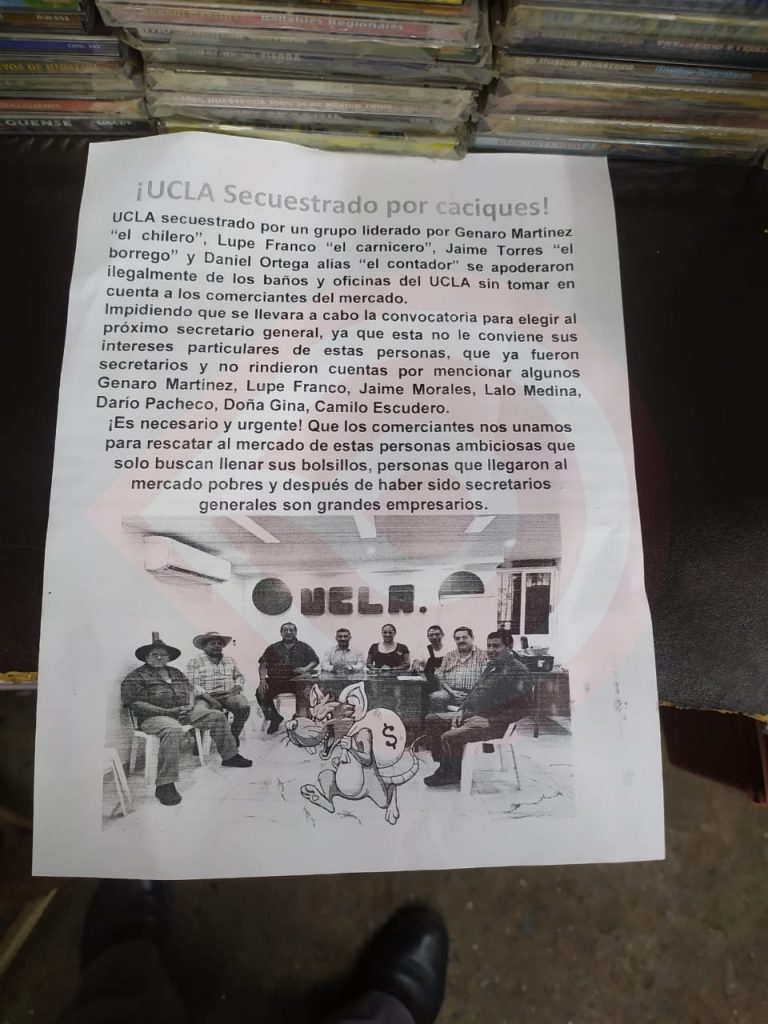 Bailables Regionales
¡UCLA Secuestrado por caciques!
UCLA secuestrado por un grupo liderado por Genaro Martínez
“el chilero”, Lupe Franco “el carnicero”, Jaime Torres “el
borrego” y Daniel Ortega alias “el contador” se apoderaron
ilegalmente de los baños y oficinas del UCLA sin tomar en
cuenta a los comerciantes del mercado.
Impidiendo que se llevara a cabo la convocatoria para elegir al
próximo secretario general, ya que esta no le conviene sus
intereses particulares de estas personas, que ya fueron
secretarios y no rindieron cuentas por mencionar algunos
Genaro Martínez, Lupe Franco, Jaime Morales, Lalo Medina,
Darío Pacheco, Doña Gina, Camilo Escudero.
¡Es necesario y urgente! Que los comerciantes nos unamos
para rescatar al mercado de estas personas ambiciosas que
solo buscan llenar sus bolsillos, personas que llegaron al
mercado pobres y después de haber sido secretarios
generales son grandes empresarios.
UCLA.
$